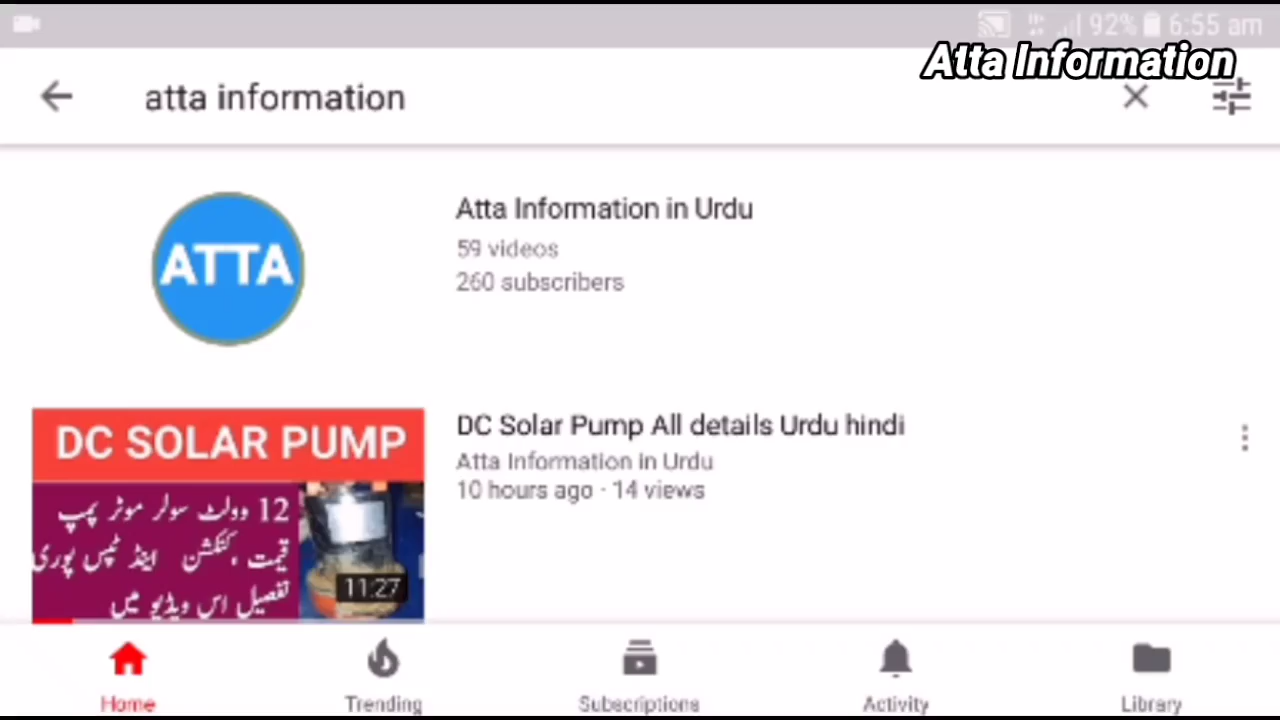 92% 6:55 am
Atta Information
atta information
ATTA
Atta Information in Urdu
59 videos
260 subscribers
DC SOLAR PUMP
12 وولٹ سولر موٹر پمپ
قیمت ،کنکشن اینڈ ٹپس پوری
تفصیل اس ویڈیو میں
11:27
DC Solar Pump All details Urdu hindi
Atta Information in Urdu
10 hours ago · 14 views
Home
Trending
Subscriptions
Activity
Library